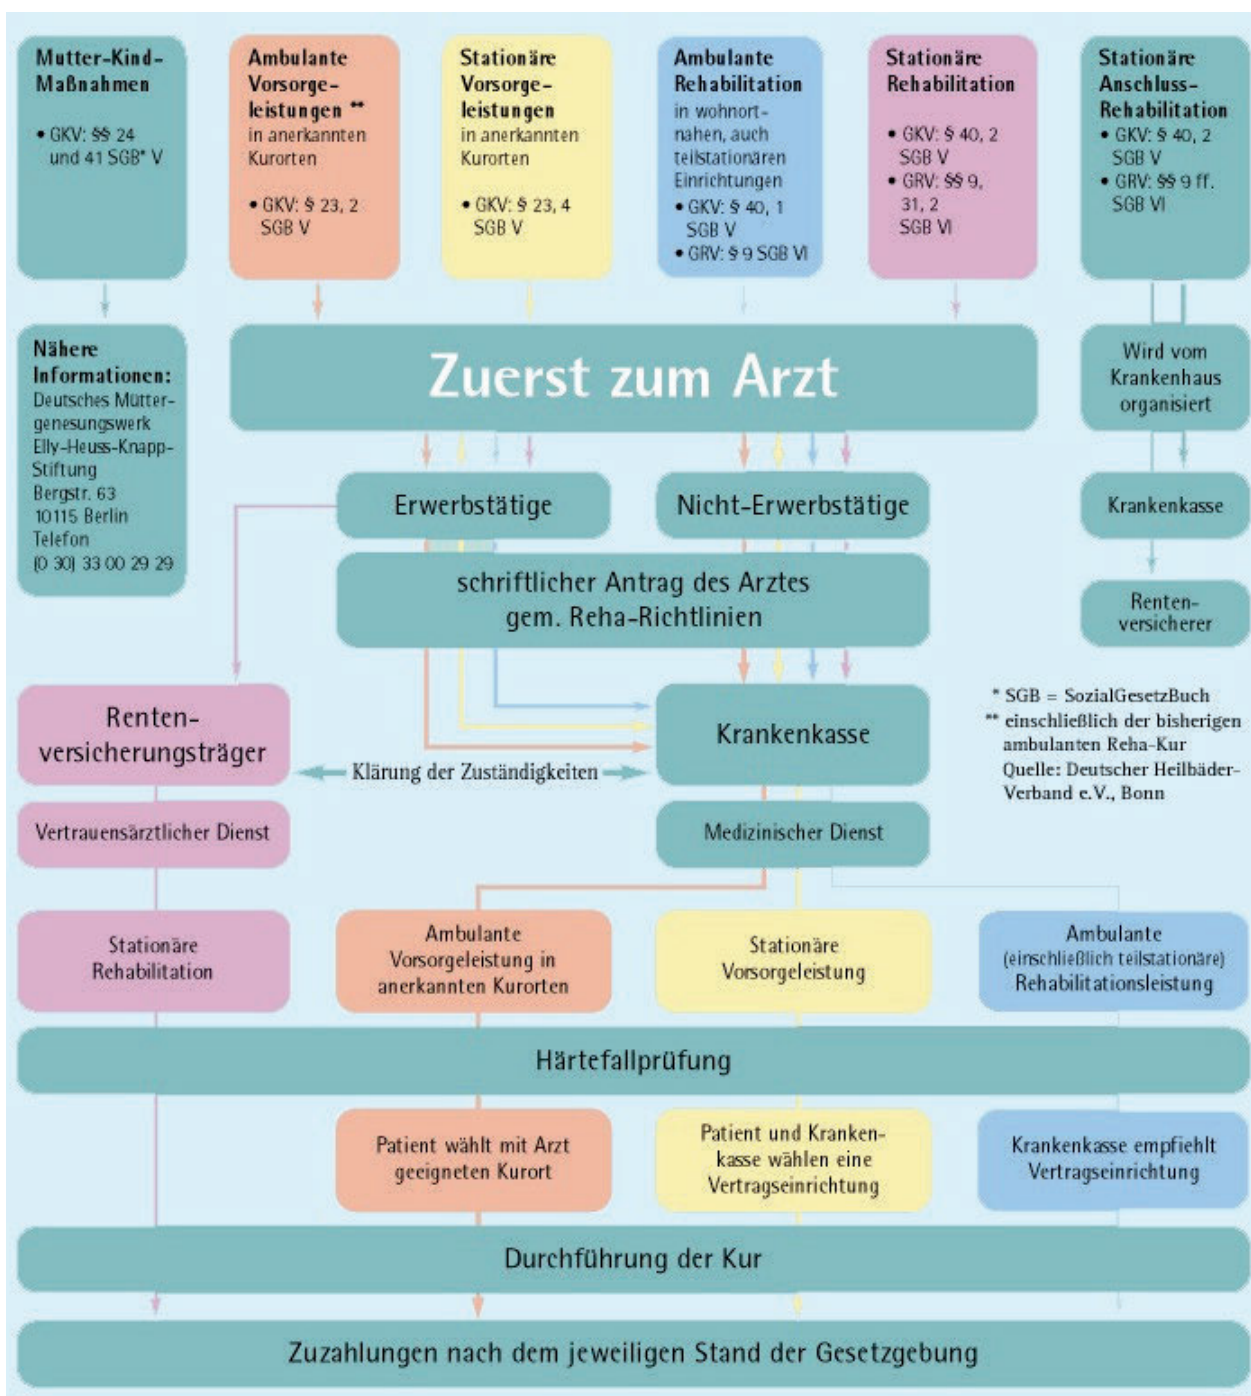 Mutter-Kind-
Maßnahmen
• GKV: §§ 24
und 41 SGB* V
Ambulante
Vorsorge-
leistungen **
in anerkannten
Kurorten
• GKV: § 23, 2
SGB V
Stationäre
Vorsorge-
leistungen
in anerkannten
Kurorten
• GKV: § 23, 4
SGB V
Ambulante
Rehabilitation
in wohnort-
nahen, auch
teilstationären
Einrichtungen
• GKV: § 40, 1
SGB V
• GRV: § 9 SGB VI
Stationäre
Rehabilitation
• GKV: § 40, 2
SGB V
• GRV: §§ 9,
31, 2
SGB VI
Stationäre
Anschluss-
Rehabilitation
• GKV: § 40, 2
SGB V
• GRV: §§ 9 ff.
SGB VI
Nähere
Informationen:
Deutsches Mütter-
genesungswerk
Elly-Heuss-Knapp-
Stiftung
Bergstr. 63
10115 Berlin
Telefon
(0 30) 33 00 29 29
Zuerst zum Arzt
Wird vom
Krankenhaus
organisiert
Erwerbstätige
Nicht-Erwerbstätige
Krankenkasse
schriftlicher Antrag des Arztes
gem. Reha-Richtlinien
Renten-
versicherer
Renten-
versicherungsträger
Klärung der Zuständigkeiten
Krankenkasse
* SGB = SozialGesetzBuch
** einschließlich der bisherigen
ambulanten Reha-Kur
Quelle: Deutscher Heilbäder-
Verband e.V., Bonn
Vertrauensärztlicher Dienst
Medizinischer Dienst
Stationäre
Rehabilitation
Ambulante
Vorsorgeleistung in
anerkannten Kurorten
Stationäre
Vorsorgeleistung
Ambulante
(einschließlich teilstationäre)
Rehabilitationsleistung
Härtefallprüfung
Patient wählt mit Arzt
geeigneten Kurort
Patient und Kranken-
kasse wählen eine
Vertragseinrichtung
Krankenkasse empfiehlt
Vertragseinrichtung
Durchführung der Kur
Zuzahlungen nach dem jeweiligen Stand der Gesetzgebung